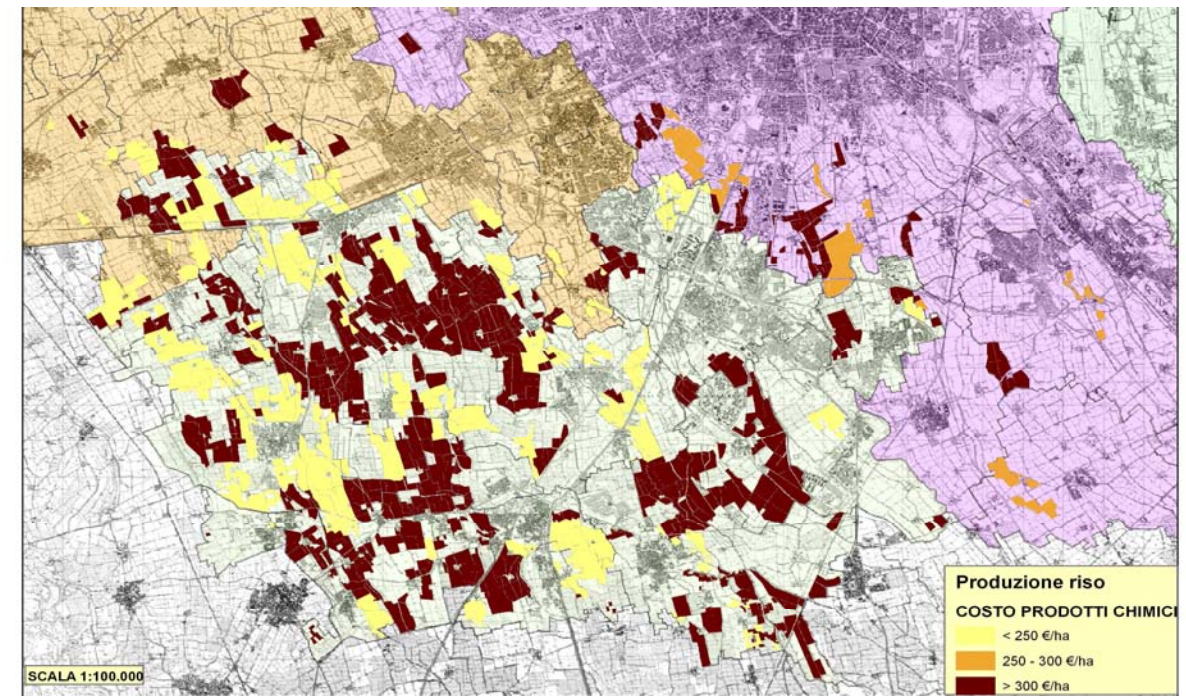 Produzione riso
COSTO PRODOTTI CHIMICI
< 250 €/ha
250 - 300 €/ha
> 300 €/ha
SCALA 1:100.000